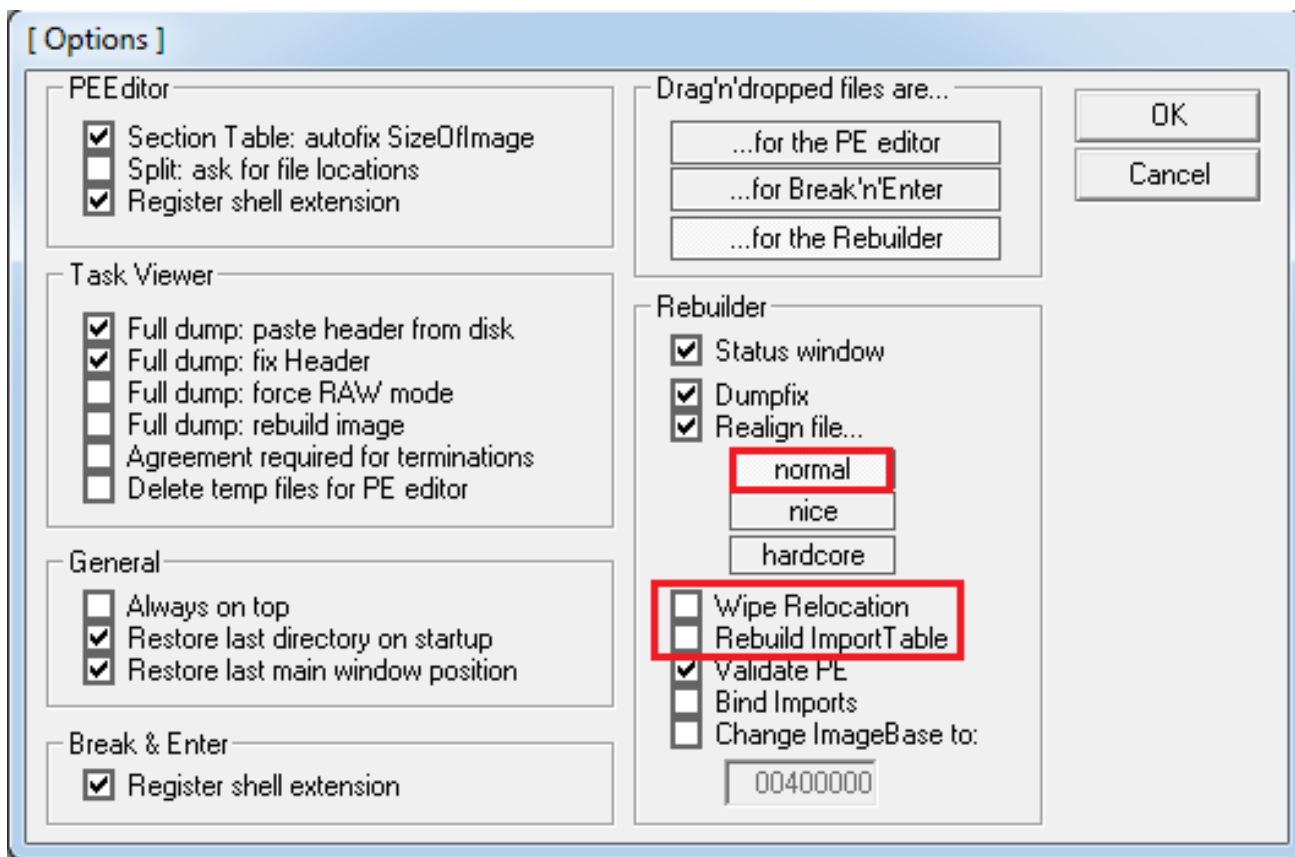 [ Options ]
PEEditor
Section Table: autofix SizeOfImage
Split: ask for file locations
Register shell extension
Task Viewer
Full dump: paste header from disk
Full dump: fix Header
Full dump: force RAW mode
Full dump: rebuild image
Agreement required for terminations
Delete temp files for PE editor
General
Always on top
Restore last directory on startup
Restore last main window position
Break & Enter
Register shell extension
Drag'n'dropped files are...
...for the PE editor
...for Break'n'Enter
...for the Rebuilder
Rebuilder
Status window
Dumpfix
Realign file...
normal
nice
hardcore
Wipe Relocation
Rebuild ImportTable
Validate PE
Bind Imports
Change ImageBase to:
00400000
OK
Cancel